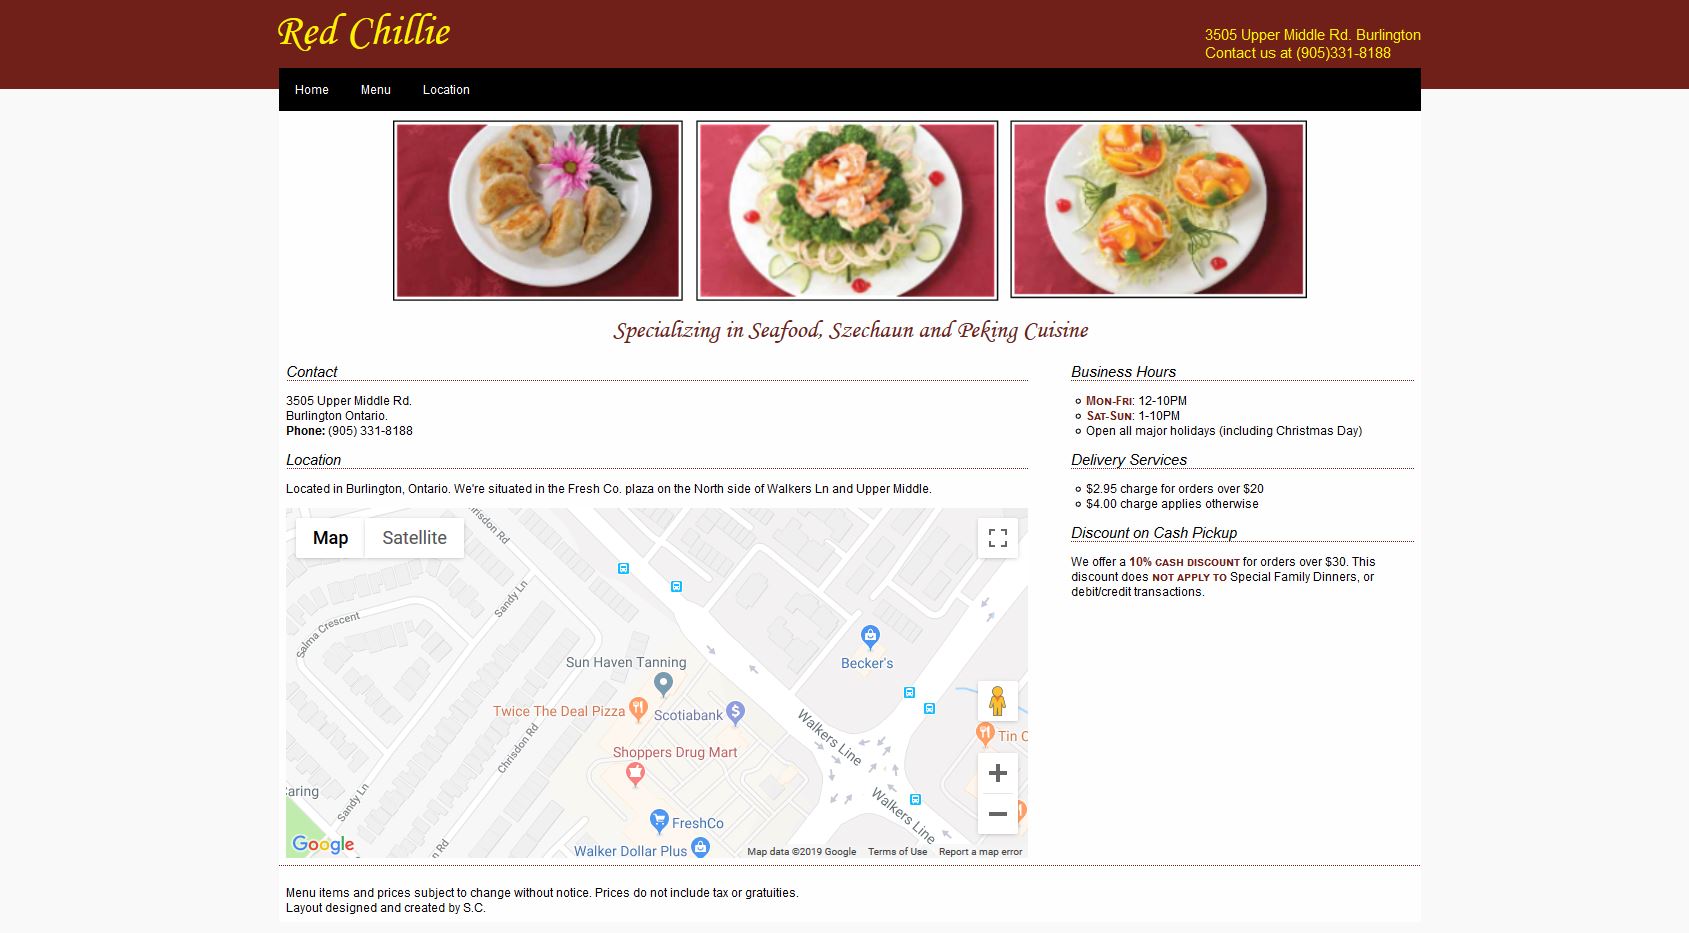 Red Chillie
3505 Upper Middle Rd. Burlington
Contact us at (905)331-8188
Home Menu Location
Specializing in Seafood, Szechaun and Peking Cuisine
Contact
3505 Upper Middle Rd.
Burlington Ontario.
Phone: (905) 331-8188
Location
Located in Burlington, Ontario. We're situated in the Fresh Co. plaza on the North side of Walkers Ln and Upper Middle.
Map Satellite
hrisdon Rd
Sandy Ln
Salma Crescent
Becker's
Sun Haven Tanning
Twice The Deal Pizza
Scotiabank
Walkers Line
Tin C
Chrisdon Rd
Shoppers Drug Mart
Caring
Sandy Ln
Walkers Line
FreshCo
n Rd
Walker Dollar Plus
Google
Map data ©2019 Google Terms of Use Report a map error
Business Hours
Mon-Fri: 12-10PM
Sat-Sun: 1-10PM
Open all major holidays (including Christmas Day)
Delivery Services
$2.95 charge for orders over $20
$4.00 charge applies otherwise
Discount on Cash Pickup
We offer a 10% cash discount for orders over $30. This
discount does not apply to Special Family Dinners, or
debit/credit transactions.
Menu items and prices subject to change without notice. Prices do not include tax or gratuities.
Layout designed and created by S.C.